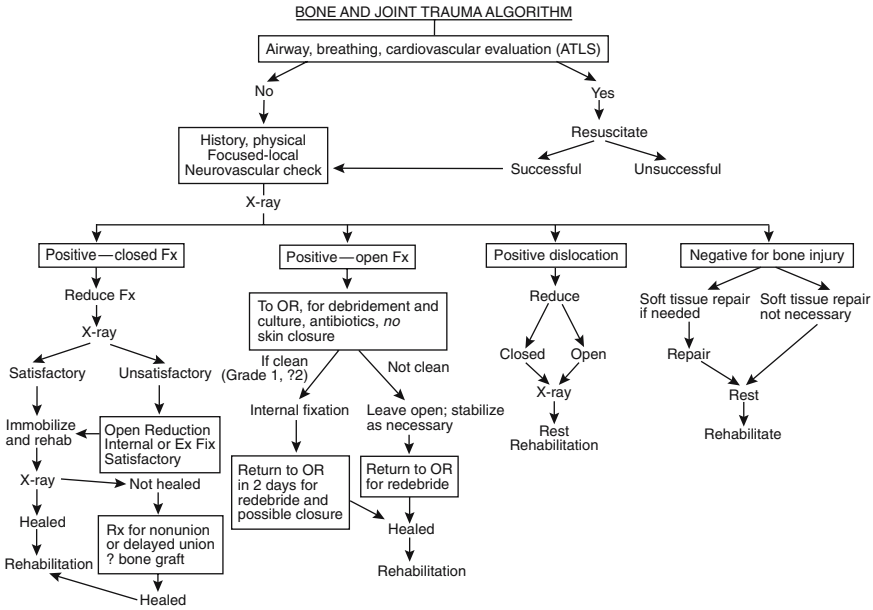 BONE AND JOINT TRAUMA ALGORITHM
Airway, breathing, cardiovascular evaluation (ATLS)
No
Yes
Resuscitate
Successful
Unsuccessful
History, physical
Focused-local
Neurovascular check
X-ray
Positive—closed Fx
Reduce Fx
X-ray
Satisfactory
Unsatisfactory
Immobilize
and rehab
Open Reduction
Internal or Ex Fix
Satisfactory
X-ray
Not healed
Healed
Rx for nonunion
or delayed union
? bone graft
Rehabilitation
Healed
Positive—open Fx
To OR, for debridement and
culture, antibiotics, no
skin closure
If clean
(Grade 1, ?2)
Not clean
Internal fixation
Leave open; stabilize
as necessary
Return to OR
in 2 days for
redebride and
possible closure
Return to OR
for redebride
Healed
Rehabilitation
Positive dislocation
Reduce
Closed
Open
X-ray
Rest
Rehabilitation
Negative for bone injury
Soft tissue repair
if needed
Soft tissue repair
not necessary
Repair
Rest
Rehabilitate